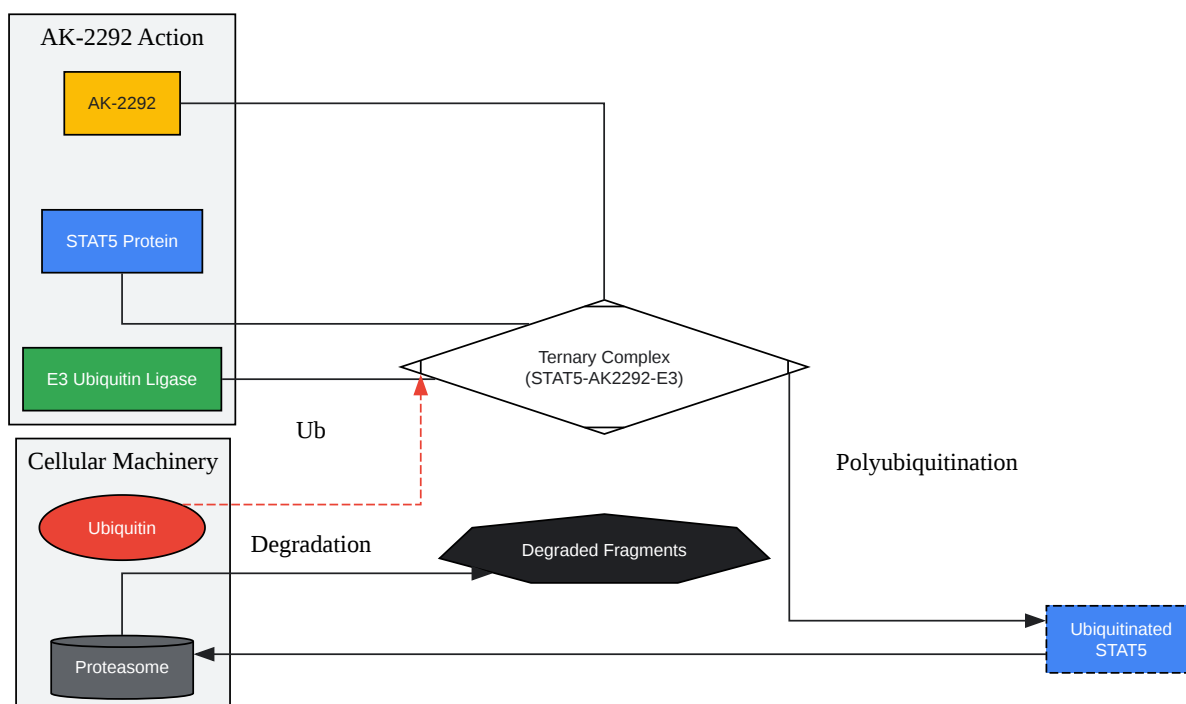 AK-2292 Action
AK-2292
STAT5 Protein
E3 Ubiquitin Ligase
Ternary Complex
(STAT5-AK2292-E3)
Ub
Cellular Machinery
Polyubiquitination
Ubiquitin
Degradation
Degraded Fragments
Proteasome
Ubiquitinated
STAT5